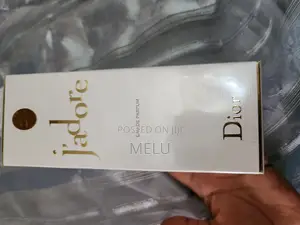 j'adore
EAU DE PARFUM
Dior
POSTED ON JIJI
MELU